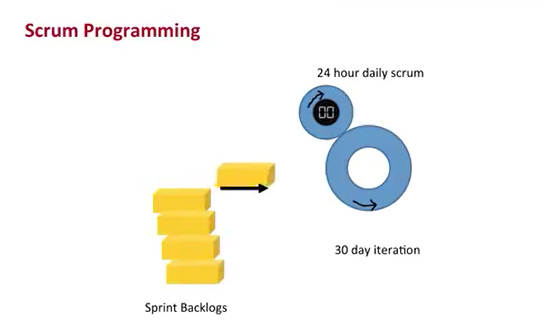 Scrum Programming
24 hour daily scrum
00
30 day iteration
Sprint Backlogs